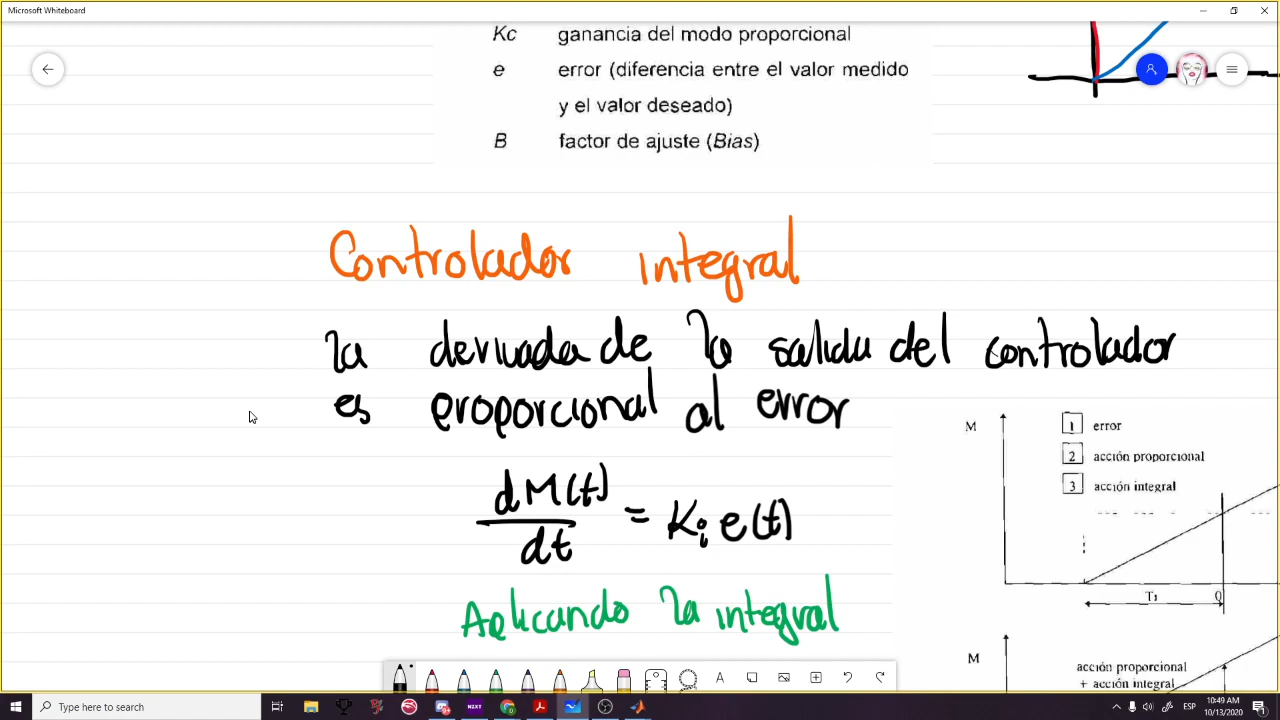 Microsoft Whiteboard
Kc ganancia del modo proporcional
e error (diferencia entre el valor medido
y el valor deseado)
B factor de ajuste (Bias)
Controlador integral
la derivada de la salida del controlador
es proporcional al error
dM(t)
dt
= Ki e(t)
Aplicando la integral
M
1 error
2 acción proporcional
3 acción integral
T1
Q
M
acción proporcional
+ acción integral
A
Type here to search
NEXT
ESP
10:49 AM
10/13/2020
1